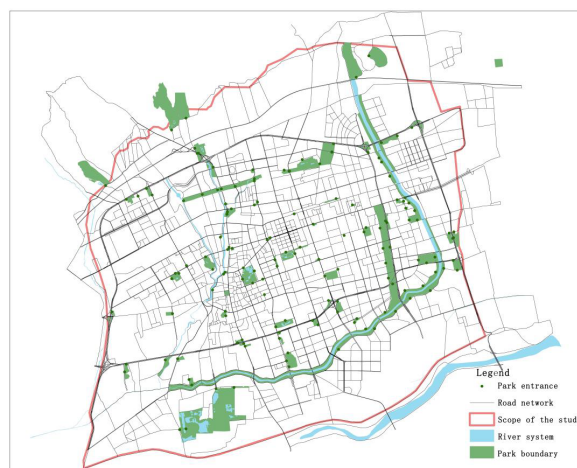 Legend
Park entrance
Road network
Scope of the stud
River system
Park boundary